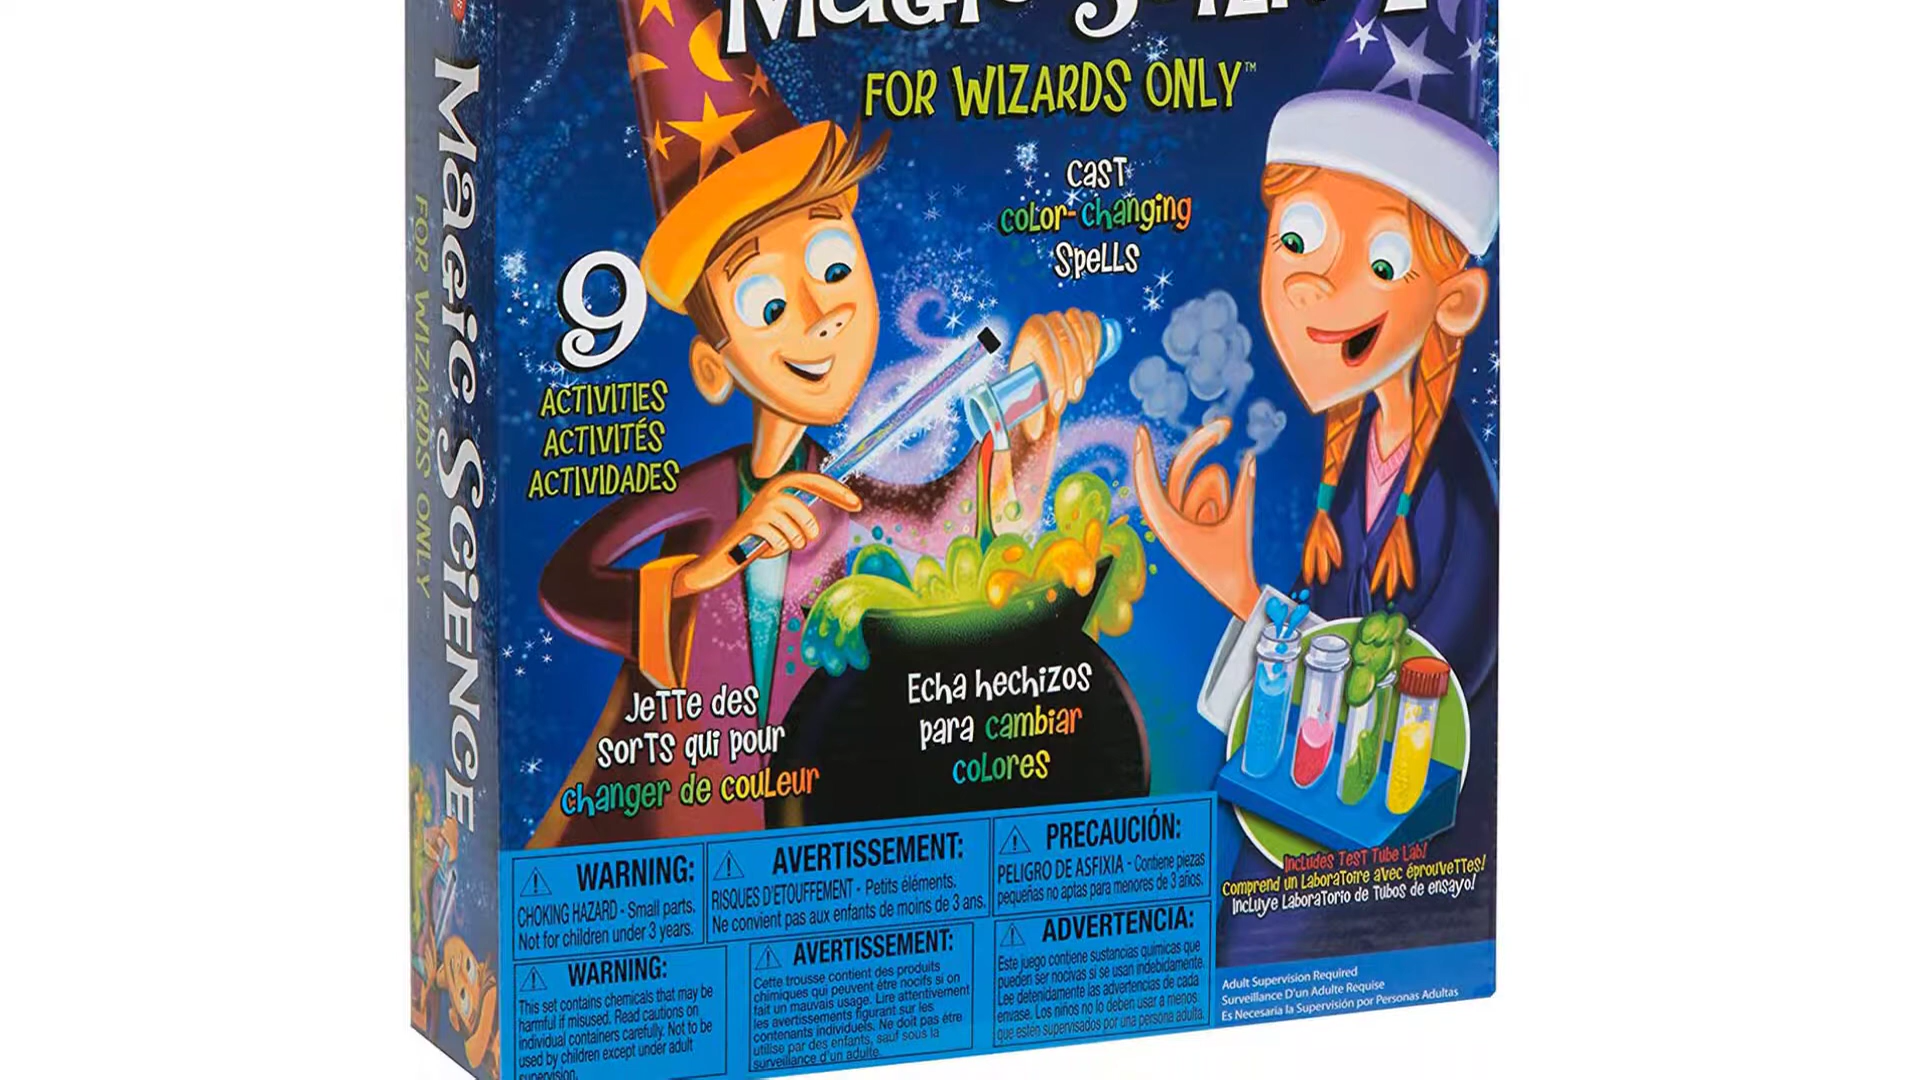 Magic Science
FOR WIZARDS ONLY™
CAST
color-changing
Spells
9
ACTIVITIES
ACTIVITÉS
ACTIVIDADES
Jette des
sorts qui pour
changer de couleur
Echa hechizos
para cambiar
colores
Magic Science
FOR WIZARDS ONLY™
Includes Test Tube Lab!
Comprend un Laboratoire avec éprouvettes!
Incluye Laboratorio de Tubos de ensayo!
WARNING:
CHOKING HAZARD - Small parts.
Not for children under 3 years.
AVERTISSEMENT:
RISQUES D'ETOUFFEMENT - Petits éléments.
Ne convient pas aux enfants de moins de 3 ans.
PRECAUCIÓN:
PELIGRO DE ASFIXIA - Contiene piezas
pequeñas no aptas para menores de 3 años.
WARNING:
This set contains chemicals that may be
harmful if misused. Read cautions on
individual containers carefully. Not to be
used by children except under adult
supervision.
AVERTISSEMENT:
Cette trousse contient des produits
chimiques qui peuvent être nocifs si on
fait un mauvais usage. Lire attentivement
les avertissements figurant sur les
contenants individuels. Ne doit pas être
utilise par des enfants, sauf sous la
surveillance d'un adulte.
ADVERTENCIA:
Este juego contiene sustancias químicas que
pueden ser nocivas si se usan indebidamente.
Lee detenidamente las advertencias de cada
envase. Los niños no lo deben usar a menos
que estén supervisados por una persona adulta.
Adult Supervision Required
Surveillance D'un Adulte Requise
Es Necesaria la Supervisión por Personas Adultas